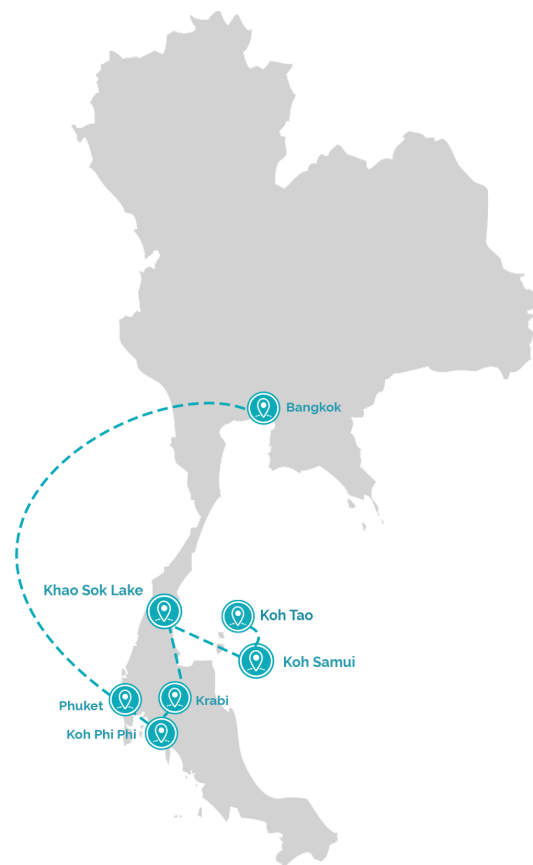 Bangkok
Khao Sok Lake
Koh Tao
Koh Samui
Phuket
Krabi
Koh Phi Phi